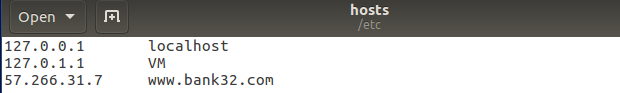 Open
hosts
/etc
127.0.0.1 localhost
127.0.1.1 VM
57.266.31.7 www.bank32.com